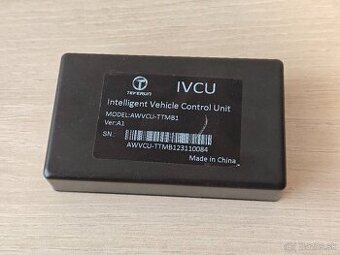 TEVERUN
IVCU
Intelligent Vehicle Control Unit
MODEL:AWVCU-TTMB1
Ver:A1
SN:
AWVCU-TTMB123110084
Made in China